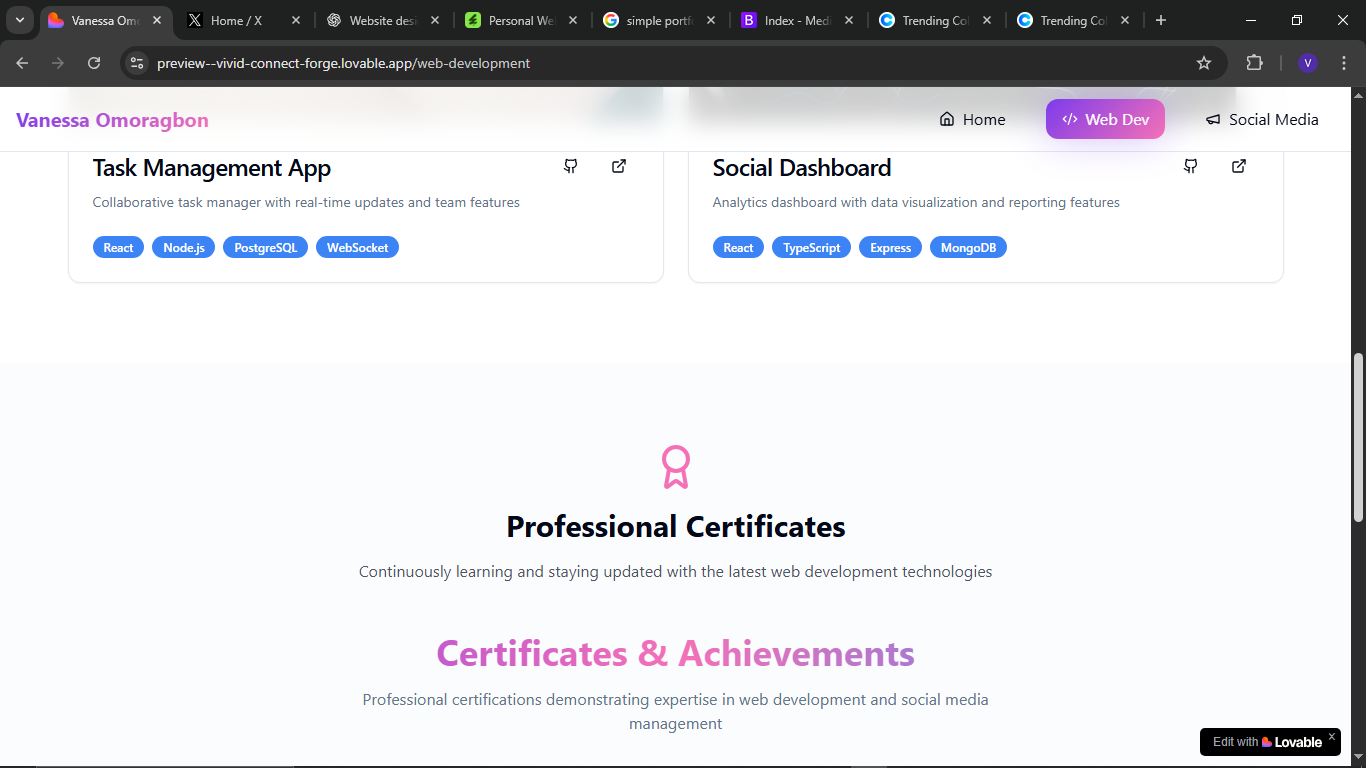 Vanessa Omo
Home / X
Website desi
Personal We
simple portf
Index - Medi
Trending Col
Trending Col
preview--vivid-connect-forge.lovable.app/web-development
V
Vanessa Omoragbon
Home
Web Dev
Social Media
Task Management App
Collaborative task manager with real-time updates and team features
React Node.js PostgreSQL WebSocket
Social Dashboard
Analytics dashboard with data visualization and reporting features
React TypeScript Express MongoDB
Professional Certificates
Continuously learning and staying updated with the latest web development technologies
Certificates & Achievements
Professional certifications demonstrating expertise in web development and social media
management
Edit with Lovable